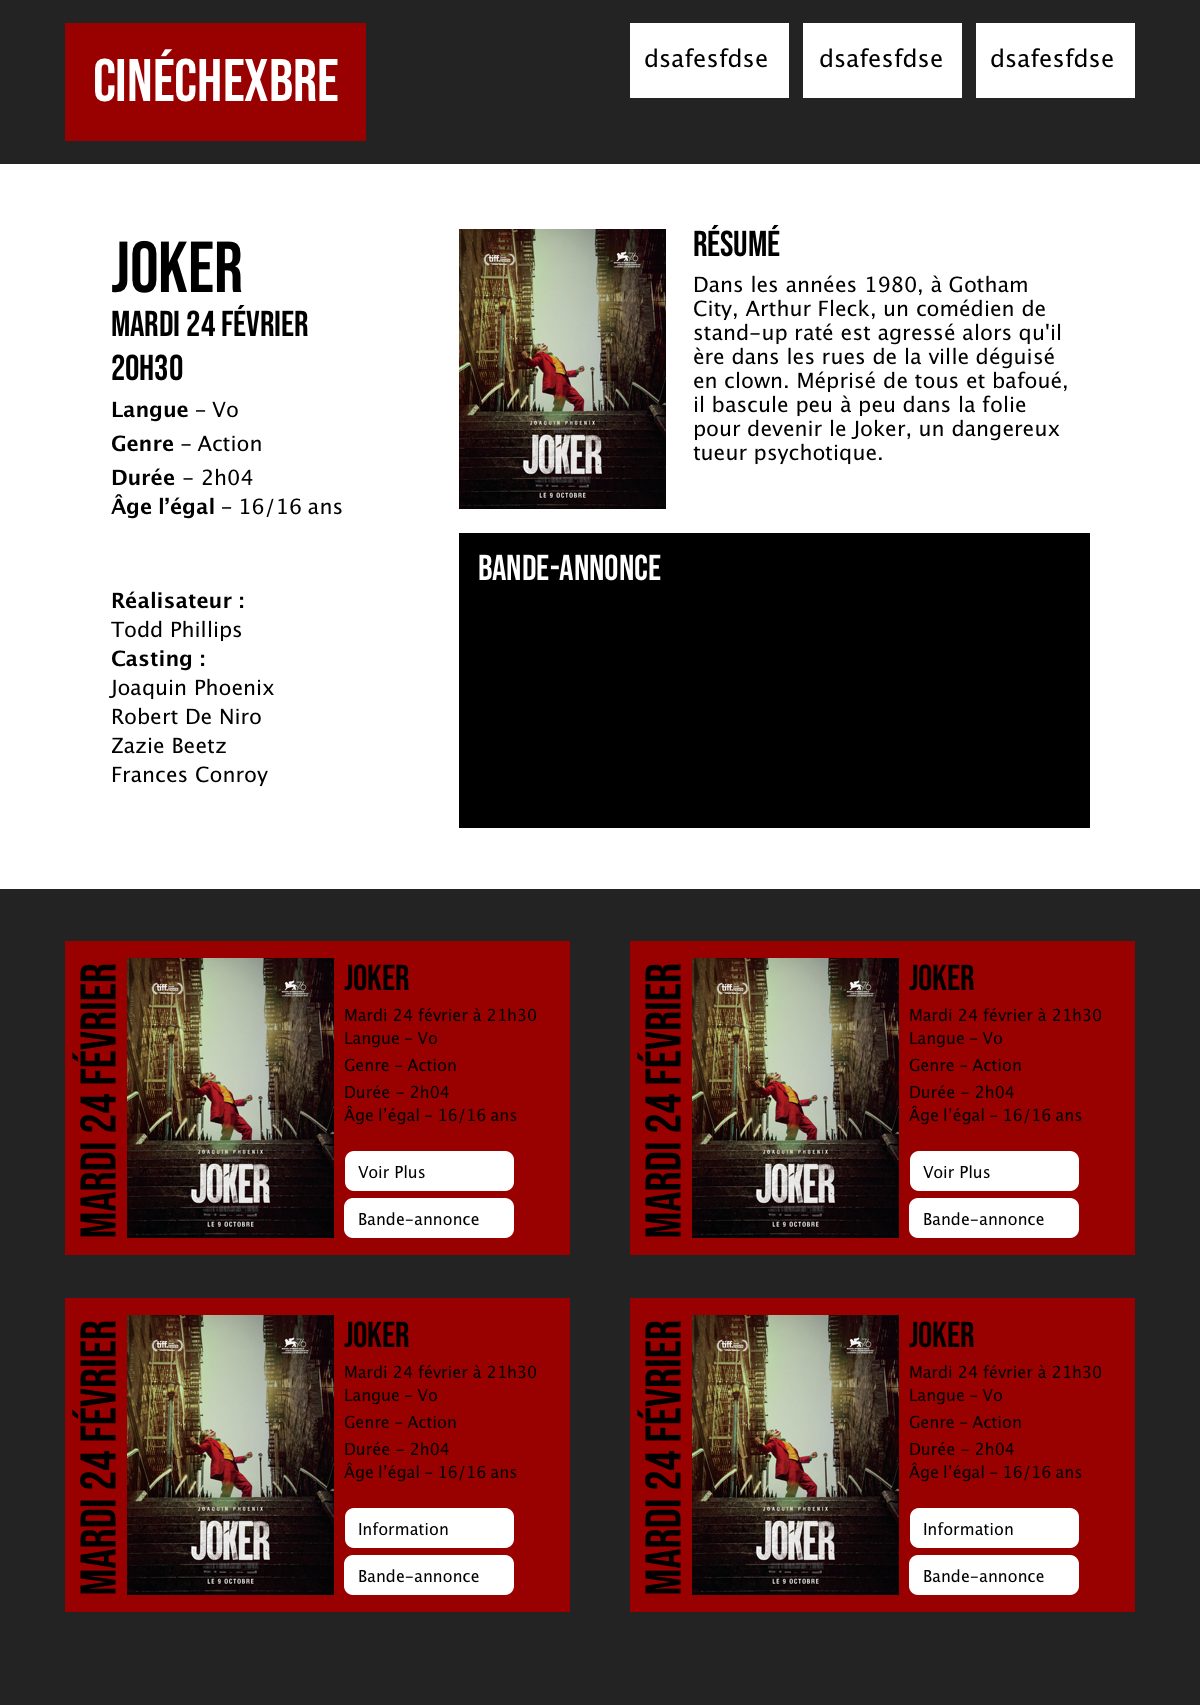 CINÉCHEXBRE
dsafesfdse
dsafesfdse
dsafesfdse
JOKER
MARDI 24 FÉVRIER
20H30
Langue – Vo
Genre – Action
Durée – 2h04
Âge l’égal – 16/16 ans
Réalisateur :
Todd Phillips
Casting :
Joaquin Phoenix
Robert De Niro
Zazie Beetz
Frances Conroy
tiff
76
JOAQUIN PHOENIX
JOKER
LE 9 OCTOBRE
RÉSUMÉ
Dans les années 1980, à Gotham
City, Arthur Fleck, un comédien de
stand-up raté est agressé alors qu'il
ère dans les rues de la ville déguisé
en clown. Méprisé de tous et bafoué,
il bascule peu à peu dans la folie
pour devenir le Joker, un dangereux
tueur psychotique.
BANDE-ANNONCE
MARDI 24 FÉVRIER
tiff
76
JOAQUIN PHOENIX
JOKER
LE 9 OCTOBRE
JOKER
Mardi 24 février à 21h30
Langue – Vo
Genre – Action
Durée – 2h04
Âge l’égal – 16/16 ans
Voir Plus
Bande-annonce
MARDI 24 FÉVRIER
tiff
76
JOAQUIN PHOENIX
JOKER
LE 9 OCTOBRE
JOKER
Mardi 24 février à 21h30
Langue – Vo
Genre – Action
Durée – 2h04
Âge l’égal – 16/16 ans
Voir Plus
Bande-annonce
MARDI 24 FÉVRIER
tiff
76
JOAQUIN PHOENIX
JOKER
LE 9 OCTOBRE
JOKER
Mardi 24 février à 21h30
Langue – Vo
Genre – Action
Durée – 2h04
Âge l’égal – 16/16 ans
Information
Bande-annonce
MARDI 24 FÉVRIER
tiff
76
JOAQUIN PHOENIX
JOKER
LE 9 OCTOBRE
JOKER
Mardi 24 février à 21h30
Langue – Vo
Genre – Action
Durée – 2h04
Âge l’égal – 16/16 ans
Information
Bande-annonce